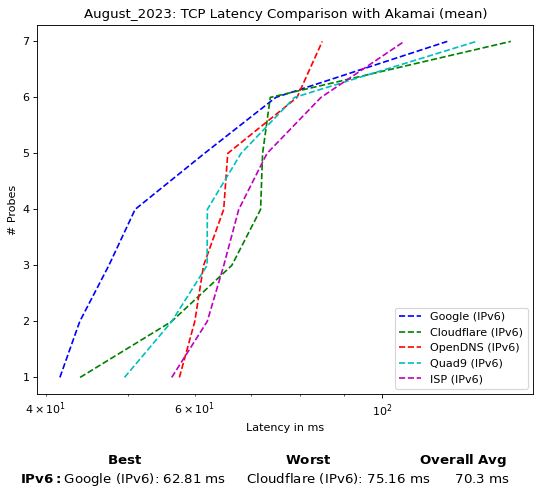 August_2023: TCP Latency Comparison with Akamai (mean)
7
6
5
4
3
2
1
# Probes
4 × 10¹
6 × 10¹
10²
Latency in ms
Google (IPv6)
Cloudflare (IPv6)
OpenDNS (IPv6)
Quad9 (IPv6)
ISP (IPv6)
Best Worst Overall Avg
IPv6: Google (IPv6): 62.81 ms Cloudflare (IPv6): 75.16 ms 70.3 ms